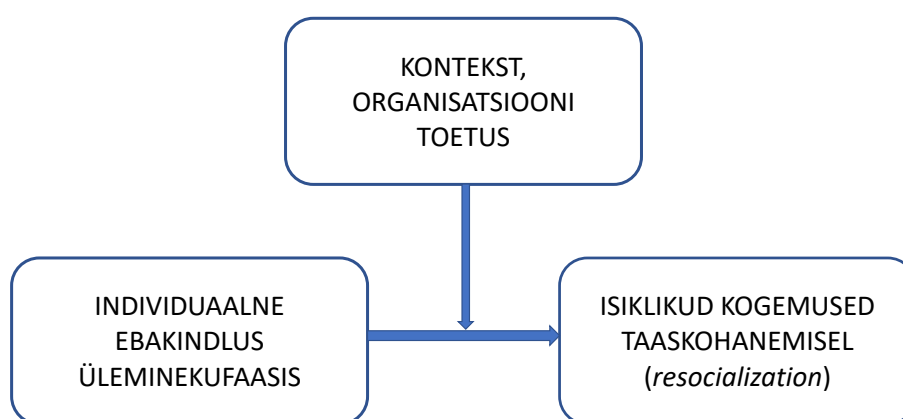 KONTEKST,
ORGANISATSIOONI
TOETUS
INDIVIDUAALNE
EBAKINDLUS
ÜLEMINEKUFAASIS
ISIKLIKUD KOGEMUSED
TAASKOHANEMISEL
(resocialization)